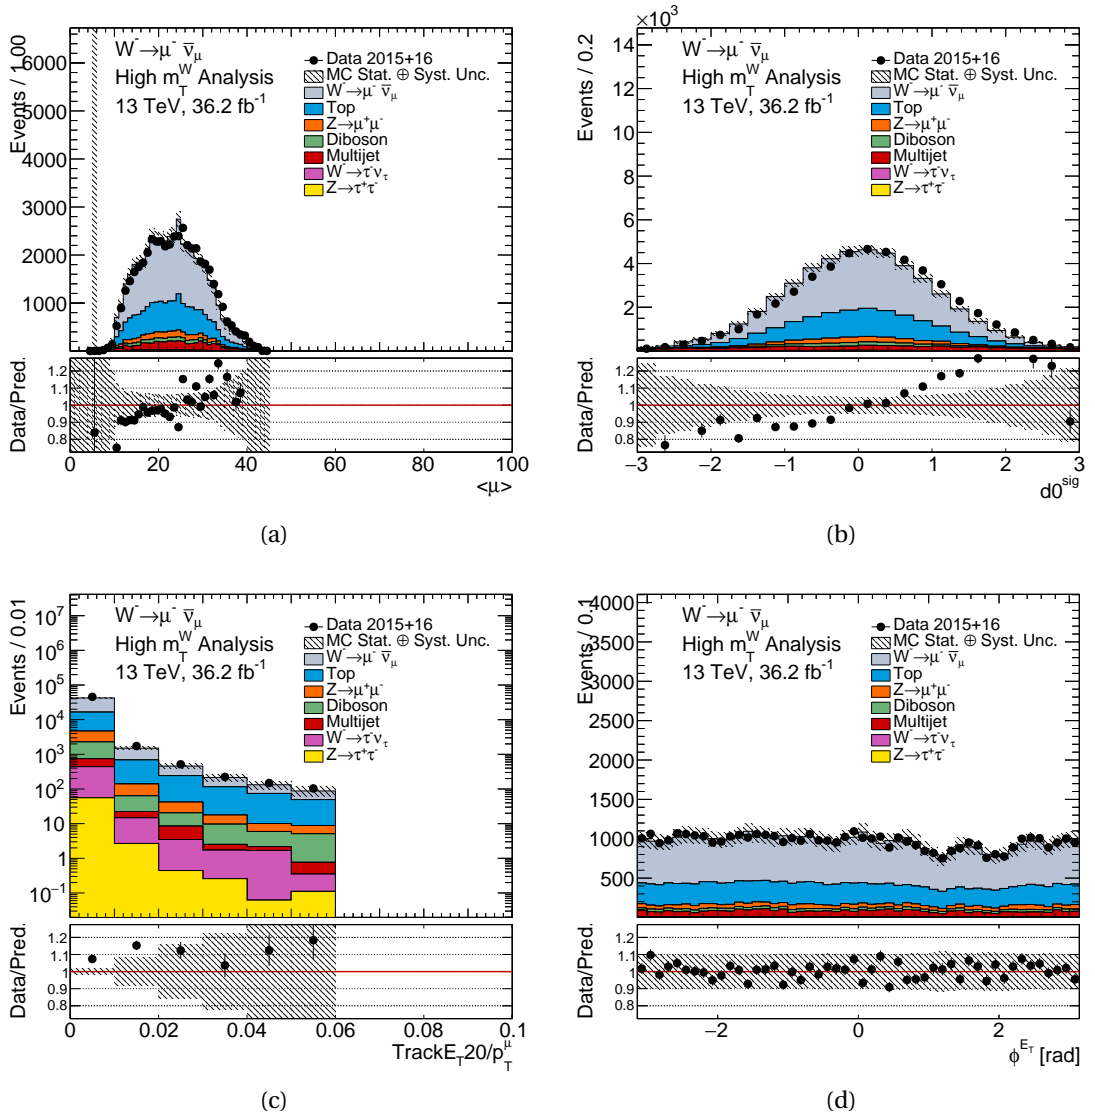 W⁻→μ⁻ ν̄_μ
High m_T^W Analysis
13 TeV, 36.2 fb⁻¹
Data 2015+16
MC Stat. ⊕ Syst. Unc.
W⁻→μ⁻ ν̄_μ
Top
Z→μ⁺μ⁻
Diboson
Multijet
W⁻→τ⁻ν_τ
Z→τ⁺τ⁻
Events / 1.00
6000
5000
4000
3000
2000
1000
Data/Pred.
1.2
1.1
1
0.9
0.8
0 20 40 60 80 100
<μ>
(a)
×10³
W⁻→μ⁻ ν̄_μ
High m_T^W Analysis
13 TeV, 36.2 fb⁻¹
Data 2015+16
MC Stat. ⊕ Syst. Unc.
W⁻→μ⁻ ν̄_μ
Top
Z→μ⁺μ⁻
Diboson
Multijet
W⁻→τ⁻ν_τ
Z→τ⁺τ⁻
Events / 0.2
14
12
10
8
6
4
2
0
Data/Pred.
1.2
1.1
1
0.9
0.8
−3 −2 −1 0 1 2 3
d0^sig
(b)
W⁻→μ⁻ ν̄_μ
High m_T^W Analysis
13 TeV, 36.2 fb⁻¹
Data 2015+16
MC Stat. ⊕ Syst. Unc.
W⁻→μ⁻ ν̄_μ
Top
Z→μ⁺μ⁻
Diboson
Multijet
W⁻→τ⁻ν_τ
Z→τ⁺τ⁻
Events / 0.01
10⁷
10⁶
10⁵
10⁴
10³
10²
10
1
10⁻¹
Data/Pred.
1.2
1.1
1
0.9
0.8
0 0.02 0.04 0.06 0.08 0.1
TrackE_T20/p_T^μ
(c)
W⁻→μ⁻ ν̄_μ
High m_T^W Analysis
13 TeV, 36.2 fb⁻¹
Data 2015+16
MC Stat. ⊕ Syst. Unc.
W⁻→μ⁻ ν̄_μ
Top
Z→μ⁺μ⁻
Diboson
Multijet
W⁻→τ⁻ν_τ
Z→τ⁺τ⁻
Events / 0.1
4000
3500
3000
2500
2000
1500
1000
500
Data/Pred.
1.2
1.1
1
0.9
0.8
−2 0 2
ϕ^E_T [rad]
(d)